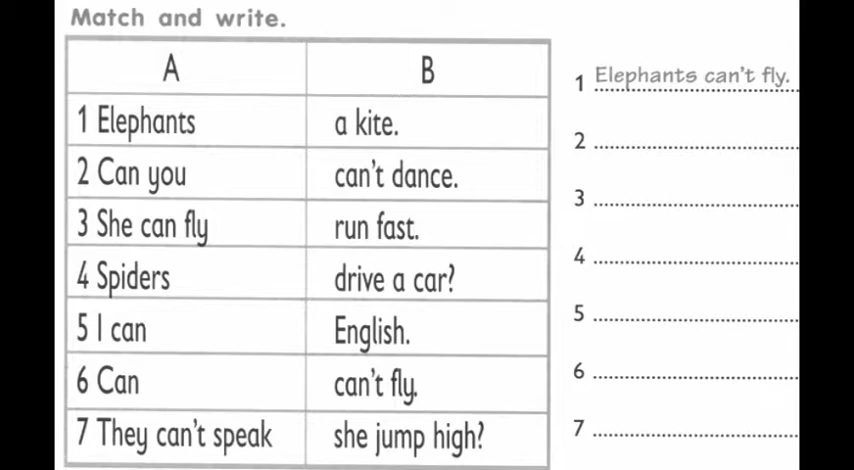 Match and write.
A B
1 Elephants a kite.
2 Can you can't dance.
3 She can fly run fast.
4 Spiders drive a car?
5 I can English.
6 Can can't fly.
7 They can't speak she jump high?
1 Elephants can't fly.
2
3
4
5
6
7